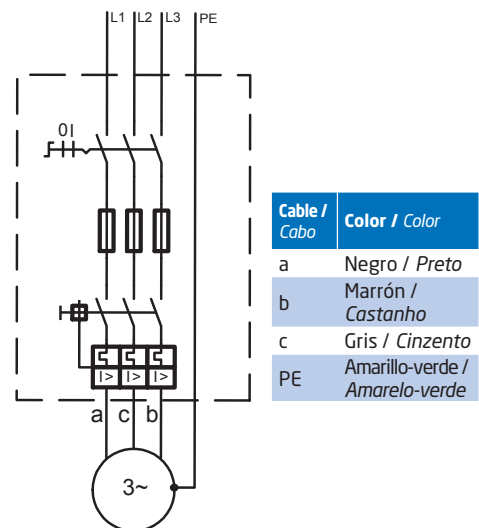 L1 L2 L3 PE
0 I
I> I> I>
a c b
3~
Cable / Color / Color
Cabo
a Negro / Preto
b Marrón /
Castanho
c Gris / Cinzento
PE Amarillo-verde /
Amarelo-verde